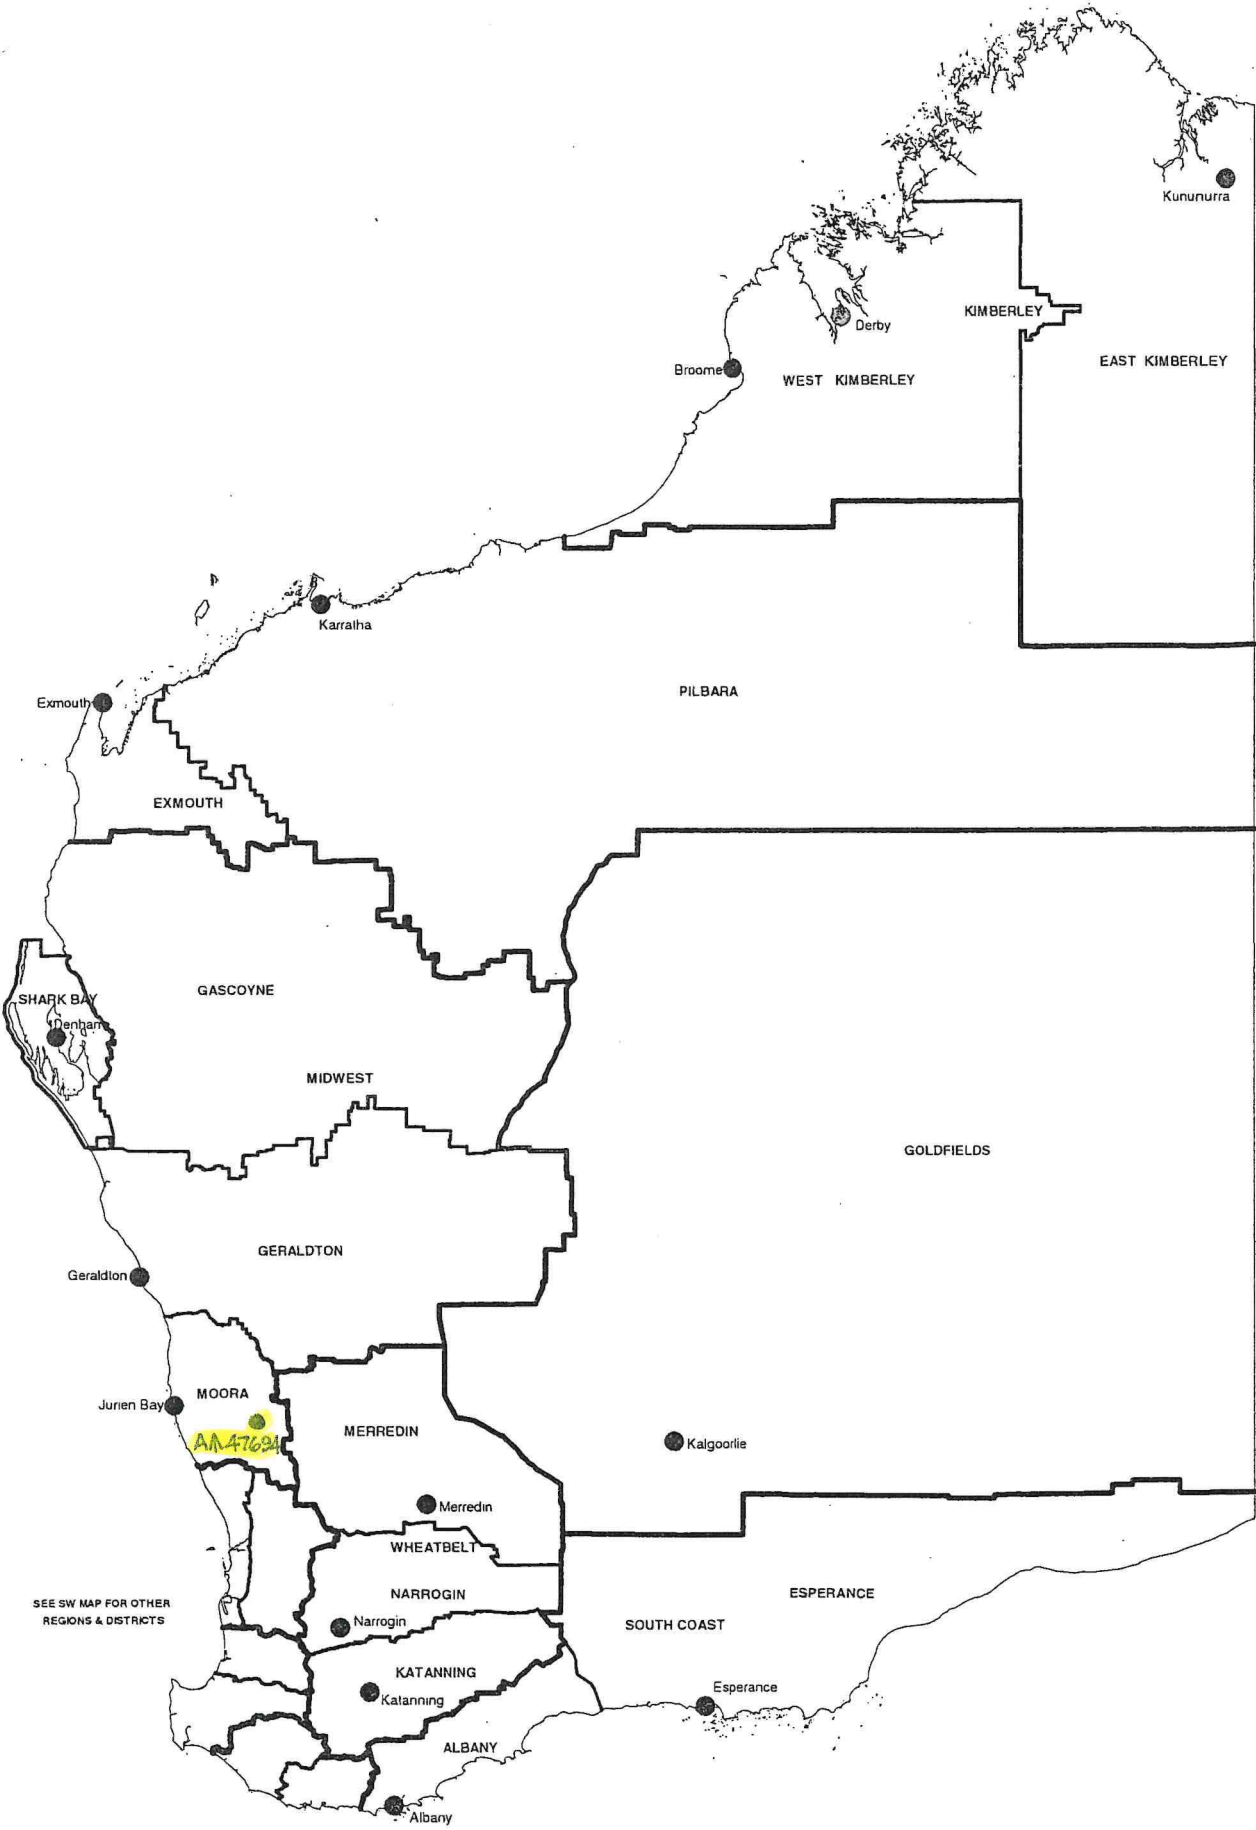 Kununurra
KIMBERLEY
Derby
EAST KIMBERLEY
Broome
WEST KIMBERLEY
Karratha
PILBARA
Exmouth
EXMOUTH
GASCOYNE
SHARK BAY
Denham
MIDWEST
GOLDFIELDS
GERALDTON
Geraldton
MOORA
Jurien Bay
MERREDIN
47694
Kalgoorlie
Merredin
WHEATBELT
NARROGIN
ESPERANCE
SEE SW MAP FOR OTHER
REGIONS & DISTRICTS
Narrogin
SOUTH COAST
KATANNING
Katanning
Esperance
ALBANY
Albany